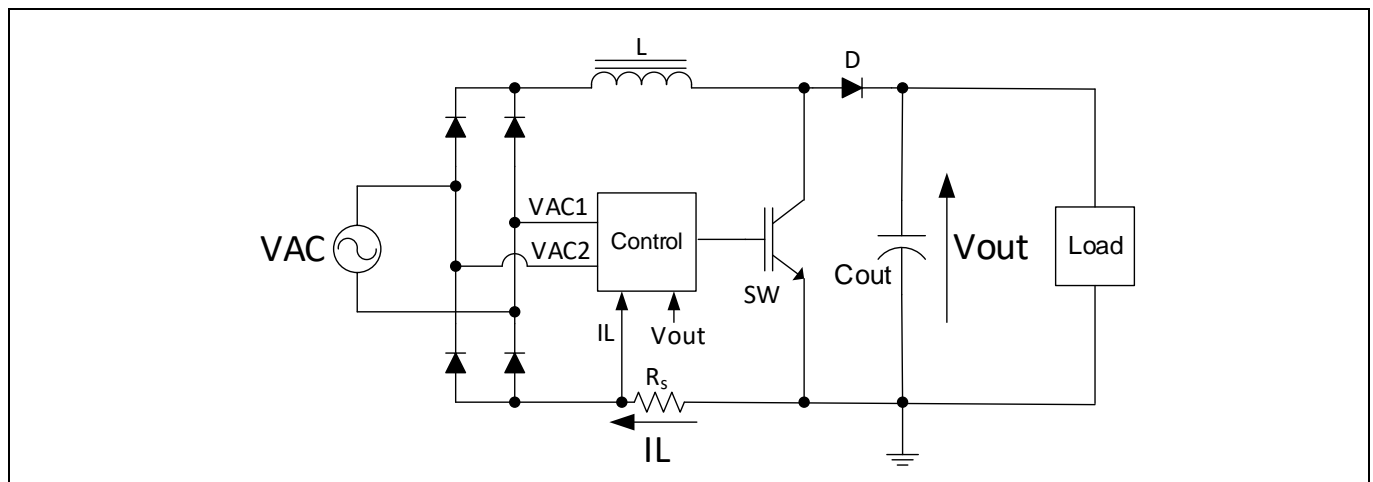 L
D
VAC1
Control
VAC
VAC2
Vout
Load
Cout
SW
IL
Vout
Rs
IL